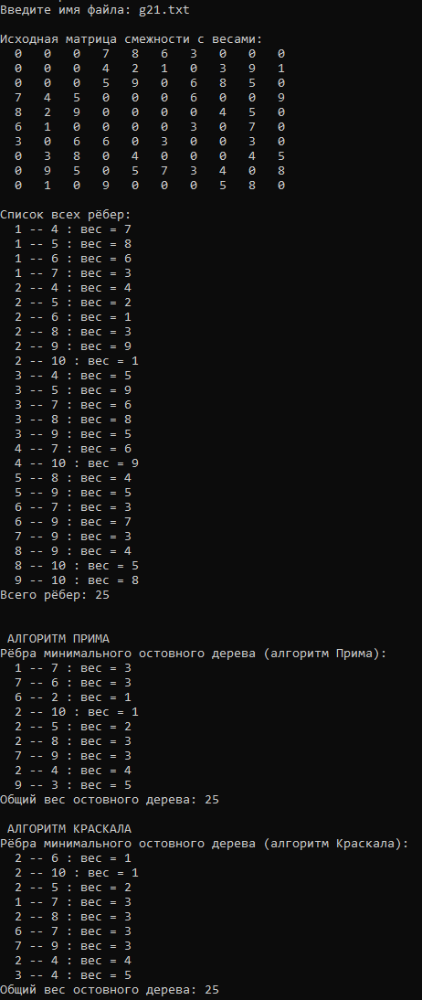 Введите имя файла: g21.txt

Исходная матрица смежности с весами:
  0   0   0   7   8   6   3   0   0   0
  0   0   0   4   2   1   0   3   9   1
  0   0   0   5   9   0   6   8   5   0
  7   4   5   0   0   0   6   0   0   9
  8   2   9   0   0   0   0   4   5   0
  6   1   0   0   0   0   3   0   7   0
  3   0   6   6   0   3   0   0   3   0
  0   3   8   0   4   0   0   0   4   5
  0   9   5   0   5   7   3   4   0   8
  0   1   0   9   0   0   0   5   8   0

Список всех рёбер:
  1 -- 4 : вес = 7
  1 -- 5 : вес = 8
  1 -- 6 : вес = 6
  1 -- 7 : вес = 3
  2 -- 4 : вес = 4
  2 -- 5 : вес = 2
  2 -- 6 : вес = 1
  2 -- 8 : вес = 3
  2 -- 9 : вес = 9
  2 -- 10 : вес = 1
  3 -- 4 : вес = 5
  3 -- 5 : вес = 9
  3 -- 7 : вес = 6
  3 -- 8 : вес = 8
  3 -- 9 : вес = 5
  4 -- 7 : вес = 6
  4 -- 10 : вес = 9
  5 -- 8 : вес = 4
  5 -- 9 : вес = 5
  6 -- 7 : вес = 3
  6 -- 9 : вес = 7
  7 -- 9 : вес = 3
  8 -- 9 : вес = 4
  8 -- 10 : вес = 5
  9 -- 10 : вес = 8
Всего рёбер: 25

 АЛГОРИТМ ПРИМА
Рёбра минимального остовного дерева (алгоритм Прима):
  1 -- 7 : вес = 3
  7 -- 6 : вес = 3
  6 -- 2 : вес = 1
  2 -- 10 : вес = 1
  2 -- 5 : вес = 2
  2 -- 8 : вес = 3
  7 -- 9 : вес = 3
  2 -- 4 : вес = 4
  9 -- 3 : вес = 5
Общий вес остовного дерева: 25

 АЛГОРИТМ КРАСКАЛА
Рёбра минимального остовного дерева (алгоритм Краскала):
  2 -- 6 : вес = 1
  2 -- 10 : вес = 1
  2 -- 5 : вес = 2
  1 -- 7 : вес = 3
  2 -- 8 : вес = 3
  6 -- 7 : вес = 3
  7 -- 9 : вес = 3
  2 -- 4 : вес = 4
  3 -- 4 : вес = 5
Общий вес остовного дерева: 25